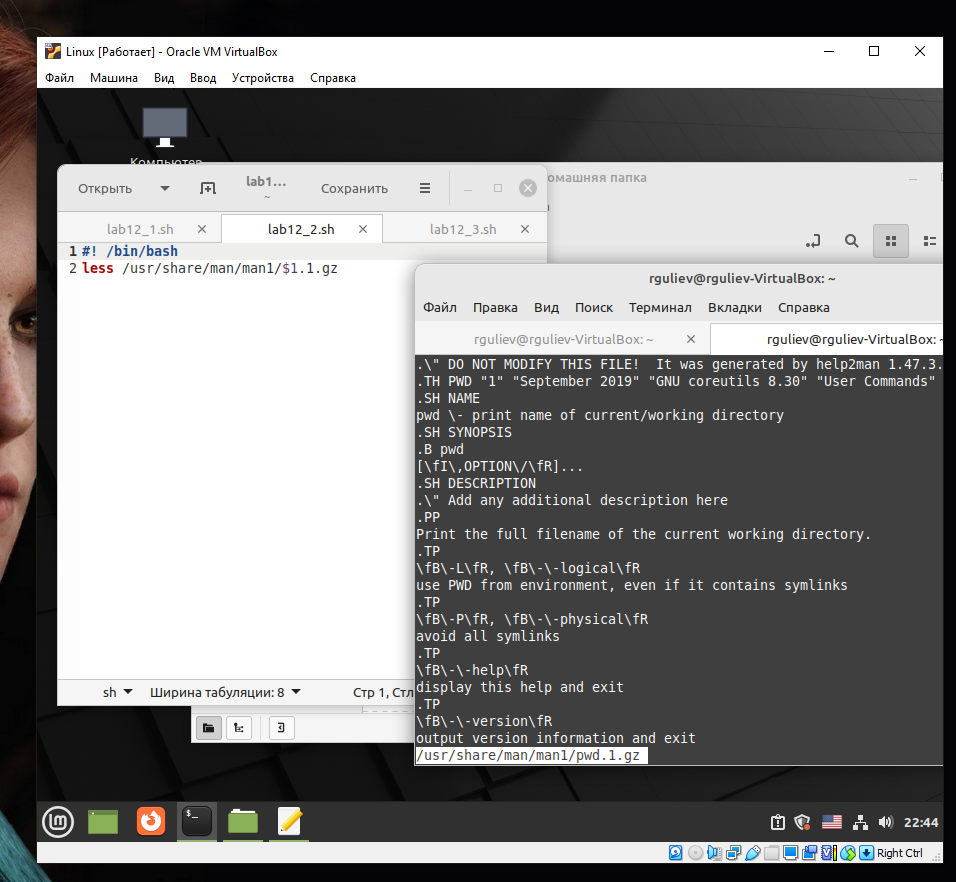 Linux [Работает] - Oracle VM VirtualBox
Файл Машина Вид Ввод Устройства Справка
Компьютер
Открыть lab1... Сохранить
~
lab12_1.sh lab12_2.sh lab12_3.sh
1 #! /bin/bash
2 less /usr/share/man/man1/$1.1.gz
sh Ширина табуляции: 8 Стр 1, Стл
омашняя папка
rguliev@rguliev-VirtualBox: ~
Файл Правка Вид Поиск Терминал Вкладки Справка
rguliev@rguliev-VirtualBox: ~ rguliev@rguliev-VirtualBox: ~
.\" DO NOT MODIFY THIS FILE!  It was generated by help2man 1.47.3.
.TH PWD "1" "September 2019" "GNU coreutils 8.30" "User Commands"
.SH NAME
pwd \- print name of current/working directory
.SH SYNOPSIS
.B pwd
[\fI\,OPTION\/\fR]...
.SH DESCRIPTION
.\" Add any additional description here
.PP
Print the full filename of the current working directory.
.TP
\fB\-L\fR, \fB\-\-logical\fR
use PWD from environment, even if it contains symlinks
.TP
\fB\-P\fR, \fB\-\-physical\fR
avoid all symlinks
.TP
\fB\-\-help\fR
display this help and exit
.TP
\fB\-\-version\fR
output version information and exit
/usr/share/man/man1/pwd.1.gz
22:44
Right Ctrl